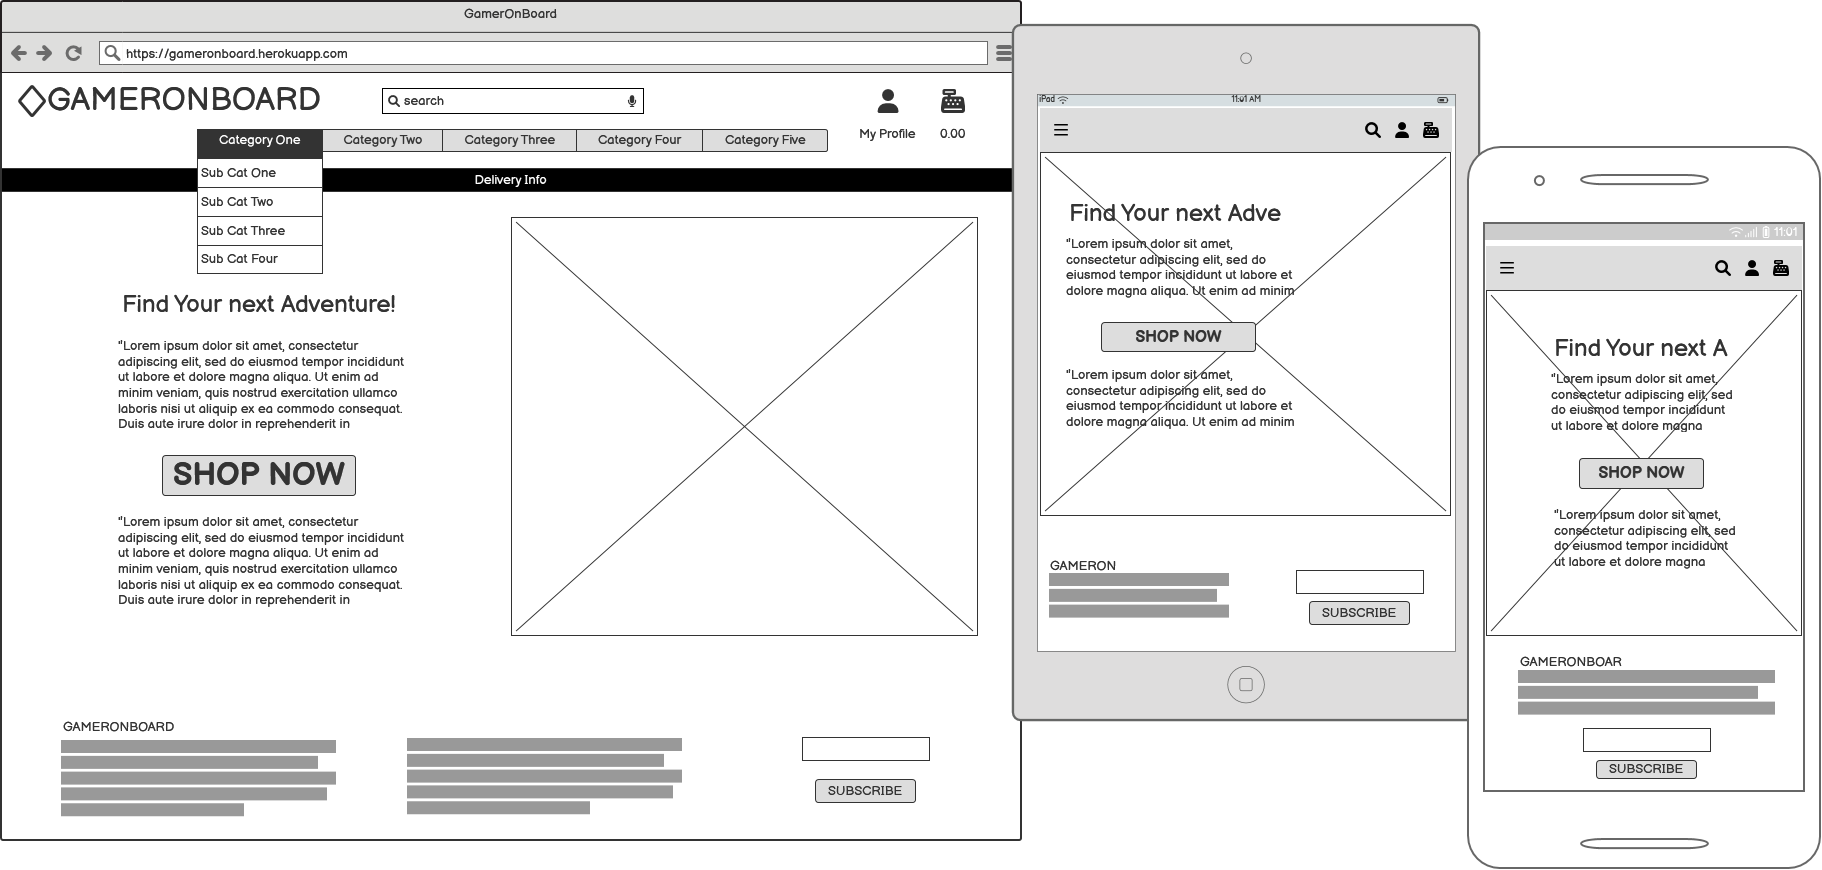 GamerOnBoard
https://gameronboard.herokuapp.com
GAMERONBOARD
search
My Profile
0.00
Category One
Category Two
Category Three
Category Four
Category Five
Sub Cat One
Sub Cat Two
Sub Cat Three
Sub Cat Four
Delivery Info
Find Your next Adventure!
"Lorem ipsum dolor sit amet, consectetur
adipiscing elit, sed do eiusmod tempor incididunt
ut labore et dolore magna aliqua. Ut enim ad
minim veniam, quis nostrud exercitation ullamco
laboris nisi ut aliquip ex ea commodo consequat.
Duis aute irure dolor in reprehenderit in
SHOP NOW
"Lorem ipsum dolor sit amet, consectetur
adipiscing elit, sed do eiusmod tempor incididunt
ut labore et dolore magna aliqua. Ut enim ad
minim veniam, quis nostrud exercitation ullamco
laboris nisi ut aliquip ex ea commodo consequat.
Duis aute irure dolor in reprehenderit in
GAMERONBOARD
SUBSCRIBE
iPad
11:01 AM
Find Your next Adve
"Lorem ipsum dolor sit amet,
consectetur adipiscing elit, sed do
eiusmod tempor incididunt ut labore et
dolore magna aliqua. Ut enim ad minim
SHOP NOW
"Lorem ipsum dolor sit amet,
consectetur adipiscing elit, sed do
eiusmod tempor incididunt ut labore et
dolore magna aliqua. Ut enim ad minim
GAMERON
SUBSCRIBE
11:01
Find Your next A
"Lorem ipsum dolor sit amet,
consectetur adipiscing elit, sed
do eiusmod tempor incididunt
ut labore et dolore magna
SHOP NOW
"Lorem ipsum dolor sit amet,
consectetur adipiscing elit, sed
do eiusmod tempor incididunt
ut labore et dolore magna
GAMERONBOAR
SUBSCRIBE